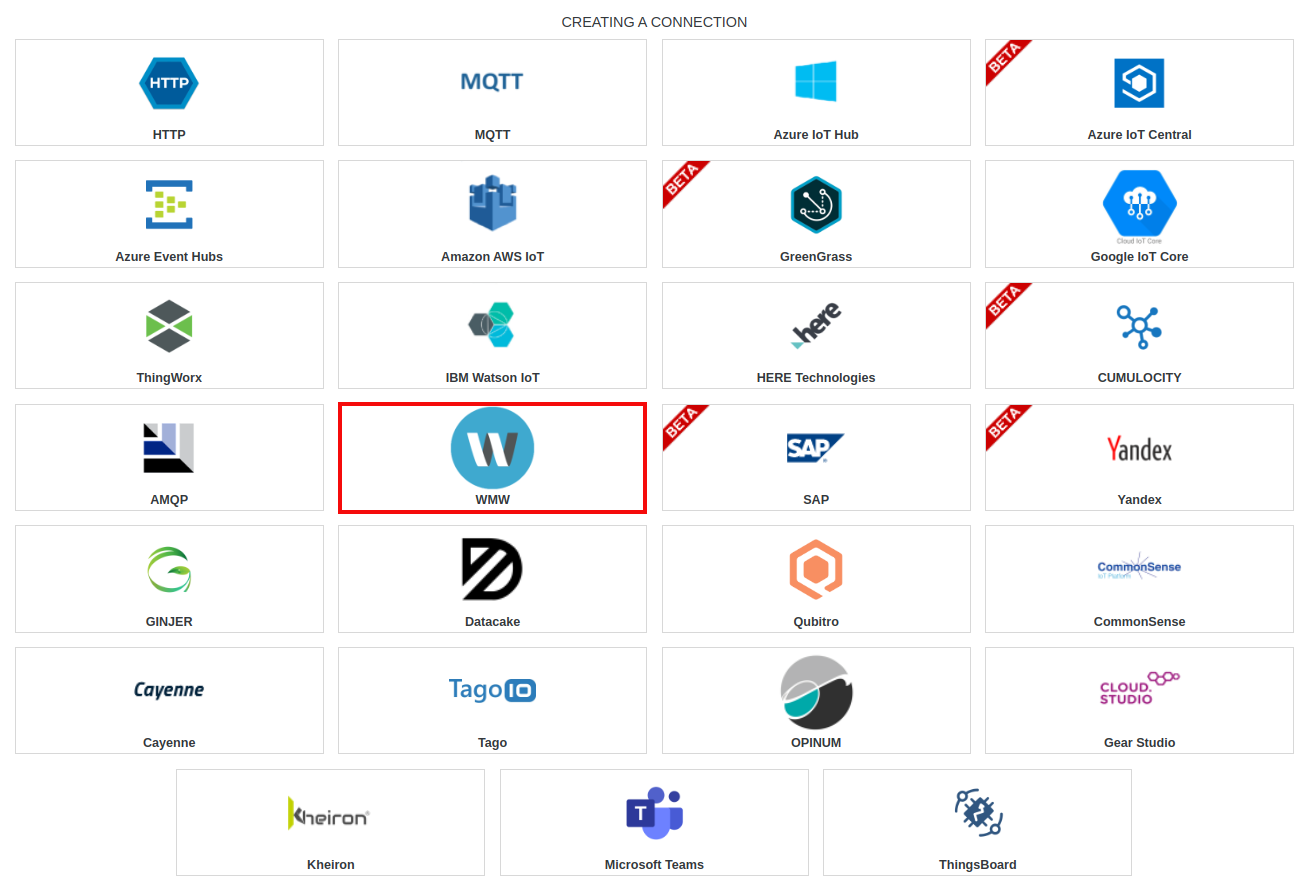 CREATING A CONNECTION
HTTP
HTTP
MQTT
MQTT
Azure IoT Hub
BETA
Azure IoT Central
Azure Event Hubs
Amazon AWS IoT
BETA
GreenGrass
Cloud IoT Core
Google IoT Core
ThingWorx
IBM Watson IoT
here
HERE Technologies
BETA
CUMULOCITY
AMQP
W
WMW
BETA
SAP
SAP
BETA
Yandex
Yandex
GINJER
Datacake
Qubitro
CommonSense
IoT Platform
CommonSense
Cayenne
Cayenne
Tago IO
Tago
OPINUM
CLOUD.
STUDIO
Gear Studio
Kheiron®
Kheiron
T
Microsoft Teams
ThingsBoard